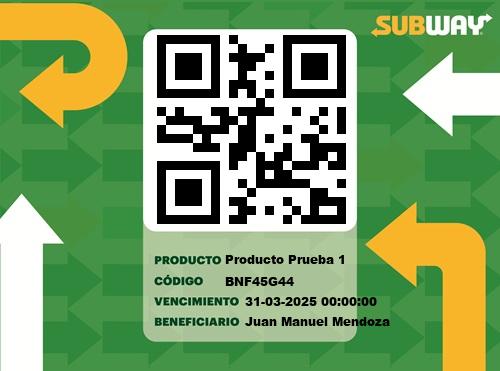 SUBWAY
PRODUCTO Producto Prueba 1
CÓDIGO BNF45G44
VENCIMIENTO 31-03-2025 00:00:00
BENEFICIARIO Juan Manuel Mendoza